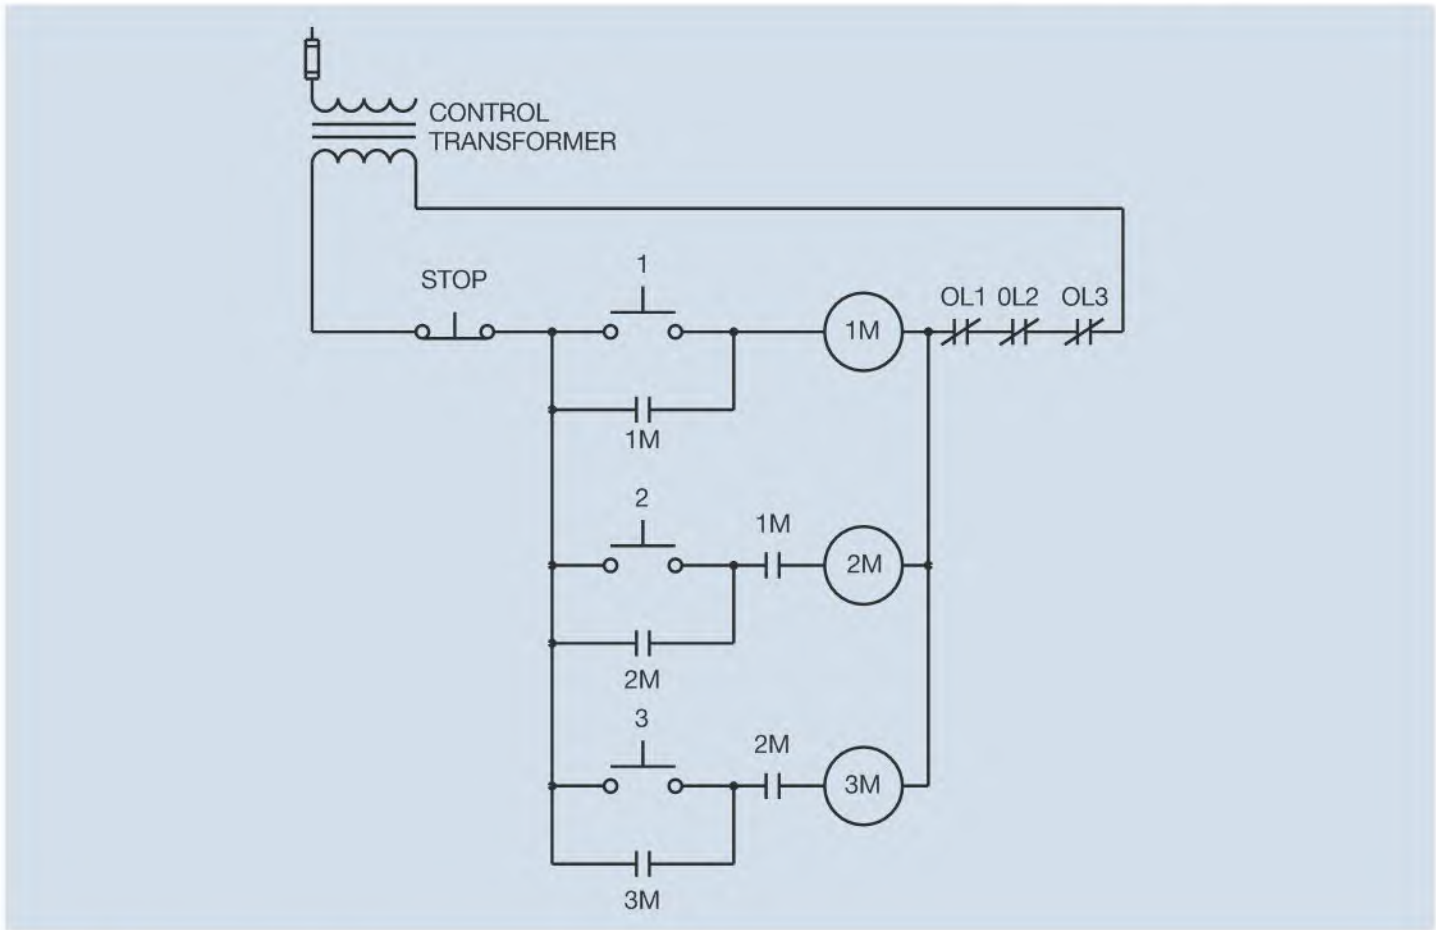 CONTROL
TRANSFORMER
STOP
1
1M
OL1 0L2 OL3
1M
2
1M
2M
2M
3
2M
3M
3M